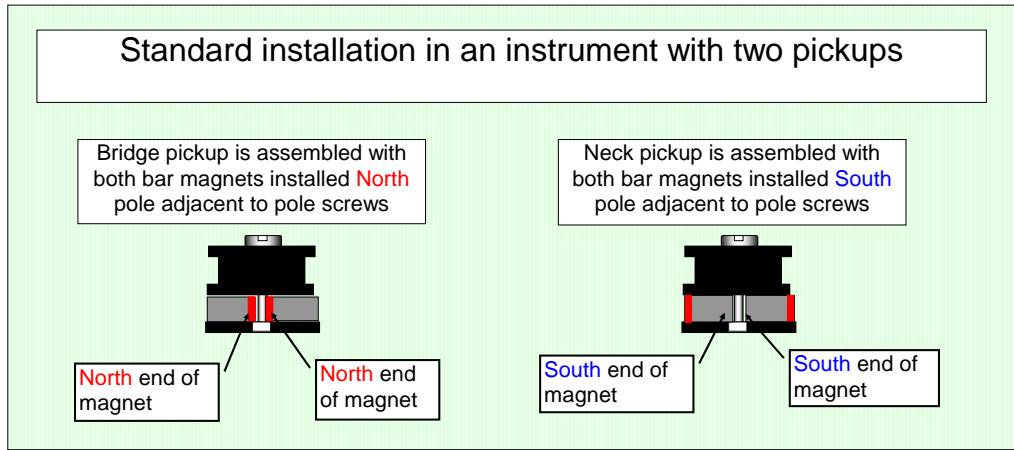 Standard installation in an instrument with two pickups
Bridge pickup is assembled with
both bar magnets installed North
pole adjacent to pole screws
Neck pickup is assembled with
both bar magnets installed South
pole adjacent to pole screws
North end of
magnet
North end
of magnet
South end of
magnet
South end of
magnet